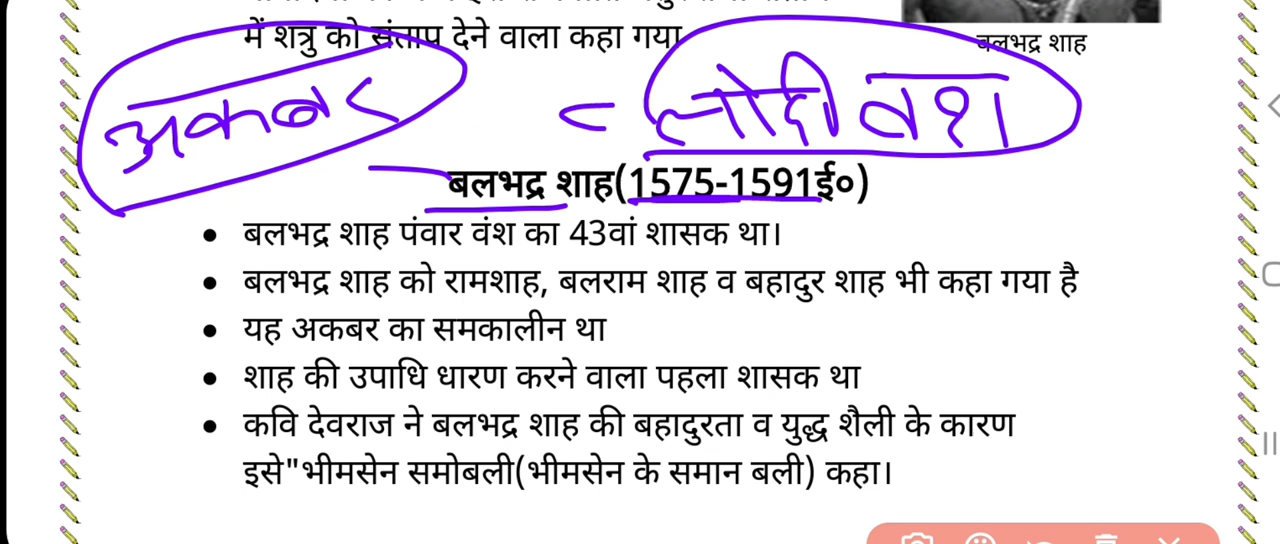 में शत्रु को संताप देने वाला कहा गया
बलभद्र शाह
अकबर
लोदी वंश
बलभद्र शाह(1575-1591ई०)
• बलभद्र शाह पंवार वंश का 43वां शासक था।
• बलभद्र शाह को रामशाह, बलराम शाह व बहादुर शाह भी कहा गया है
• यह अकबर का समकालीन था
• शाह की उपाधि धारण करने वाला पहला शासक था
• कवि देवराज ने बलभद्र शाह की बहादुरता व युद्ध शैली के कारण
इसे"भीमसेन समोबली(भीमसेन के समान बली) कहा।